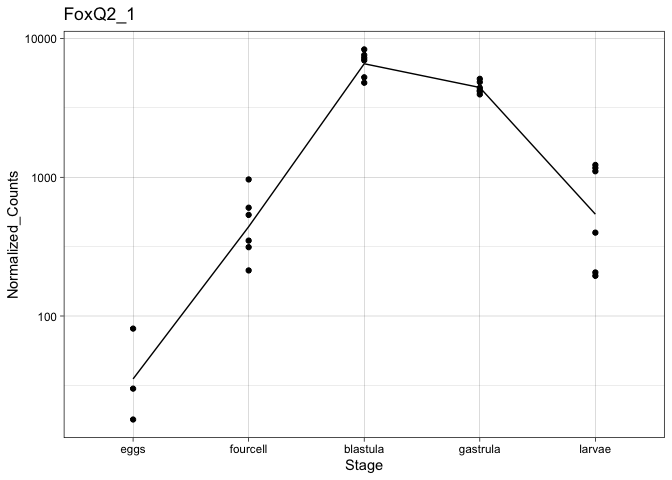 FoxQ2_1
10000
1000
100
Normalized_Counts
eggs fourcell blastula gastrula larvae
Stage